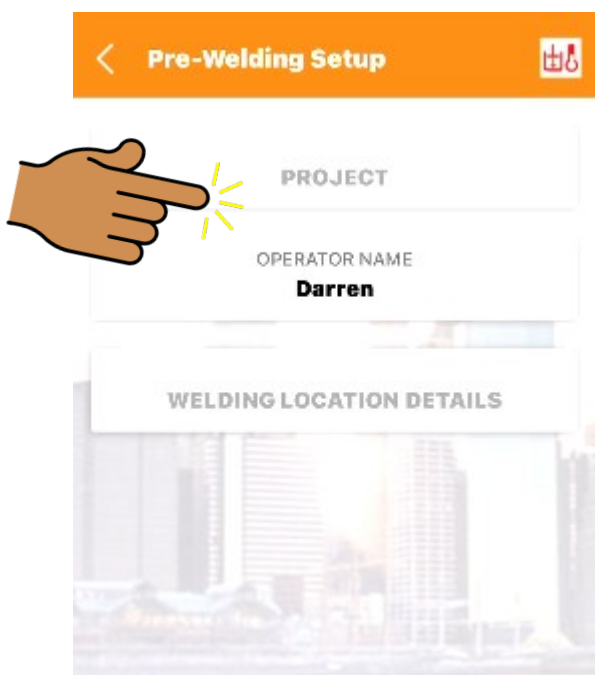 Pre-Welding Setup
PROJECT
OPERATOR NAME
Darren
WELDING LOCATION DETAILS